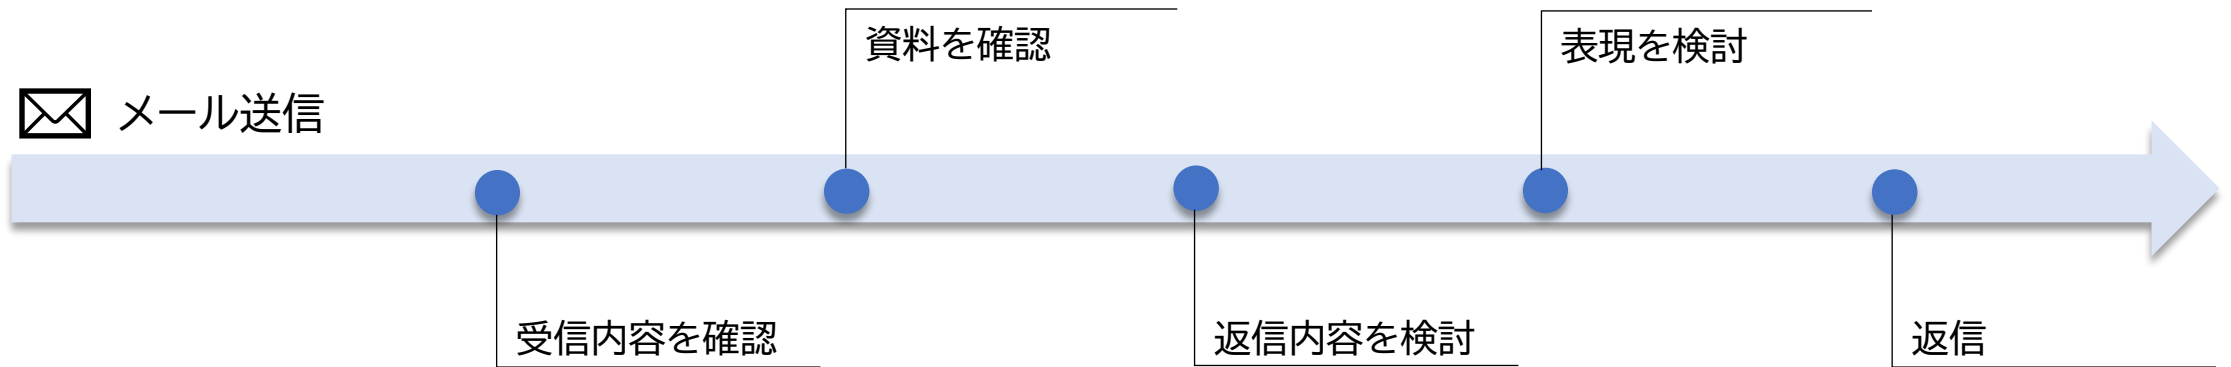 メール送信
受信内容を確認
資料を確認
返信内容を検討
表現を検討
返信